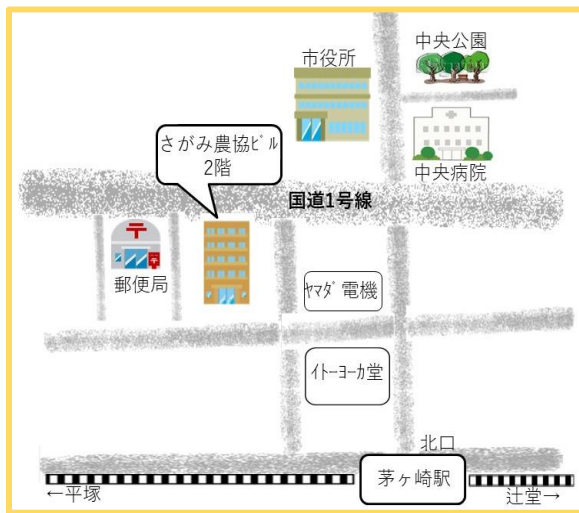 中央公園
市役所
さがみ農協ﾋﾞﾙ
2階
中央病院
国道1号線
郵便局
ﾔﾏﾀﾞ電機
ｲﾄｰﾖｰｶ堂
北口
茅ヶ崎駅
←平塚
辻堂→